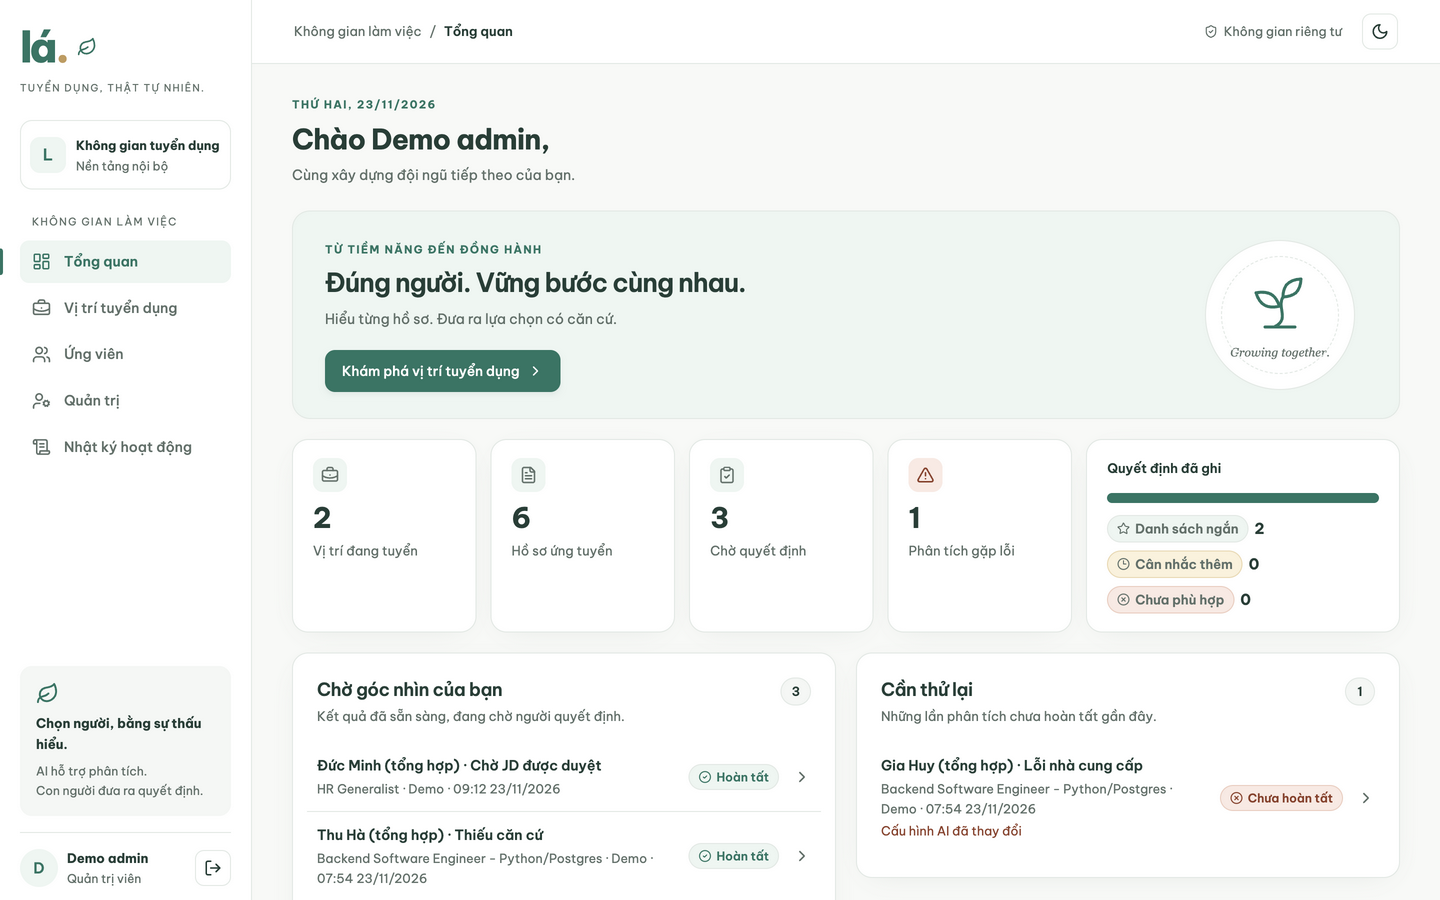 lá.
TUYỂN DỤNG, THẬT TỰ NHIÊN.
L
Không gian tuyển dụng
Nền tảng nội bộ
KHÔNG GIAN LÀM VIỆC
Tổng quan
Vị trí tuyển dụng
Ứng viên
Quản trị
Nhật ký hoạt động
Chọn người, bằng sự thấu
hiểu.
AI hỗ trợ phân tích.
Con người đưa ra quyết định.
D
Demo admin
Quản trị viên
Không gian làm việc / Tổng quan
Không gian riêng tư
THỨ HAI, 23/11/2026
Chào Demo admin,
Cùng xây dựng đội ngũ tiếp theo của bạn.
TỪ TIỀM NĂNG ĐẾN ĐỒNG HÀNH
Đúng người. Vững bước cùng nhau.
Hiểu từng hồ sơ. Đưa ra lựa chọn có căn cứ.
Khám phá vị trí tuyển dụng
Growing together.
2
Vị trí đang tuyển
6
Hồ sơ ứng tuyển
3
Chờ quyết định
1
Phân tích gặp lỗi
Quyết định đã ghi
Danh sách ngắn 2
Cân nhắc thêm 0
Chưa phù hợp 0
Chờ góc nhìn của bạn
3
Kết quả đã sẵn sàng, đang chờ người quyết định.
Đức Minh (tổng hợp) · Chờ JD được duyệt
HR Generalist · Demo · 09:12 23/11/2026
Hoàn tất
Thu Hà (tổng hợp) · Thiếu căn cứ
Backend Software Engineer - Python/Postgres · Demo ·
07:54 23/11/2026
Hoàn tất
Cần thử lại
1
Những lần phân tích chưa hoàn tất gần đây.
Gia Huy (tổng hợp) · Lỗi nhà cung cấp
Backend Software Engineer - Python/Postgres ·
Demo · 07:54 23/11/2026
Cấu hình AI đã thay đổi
Chưa hoàn tất